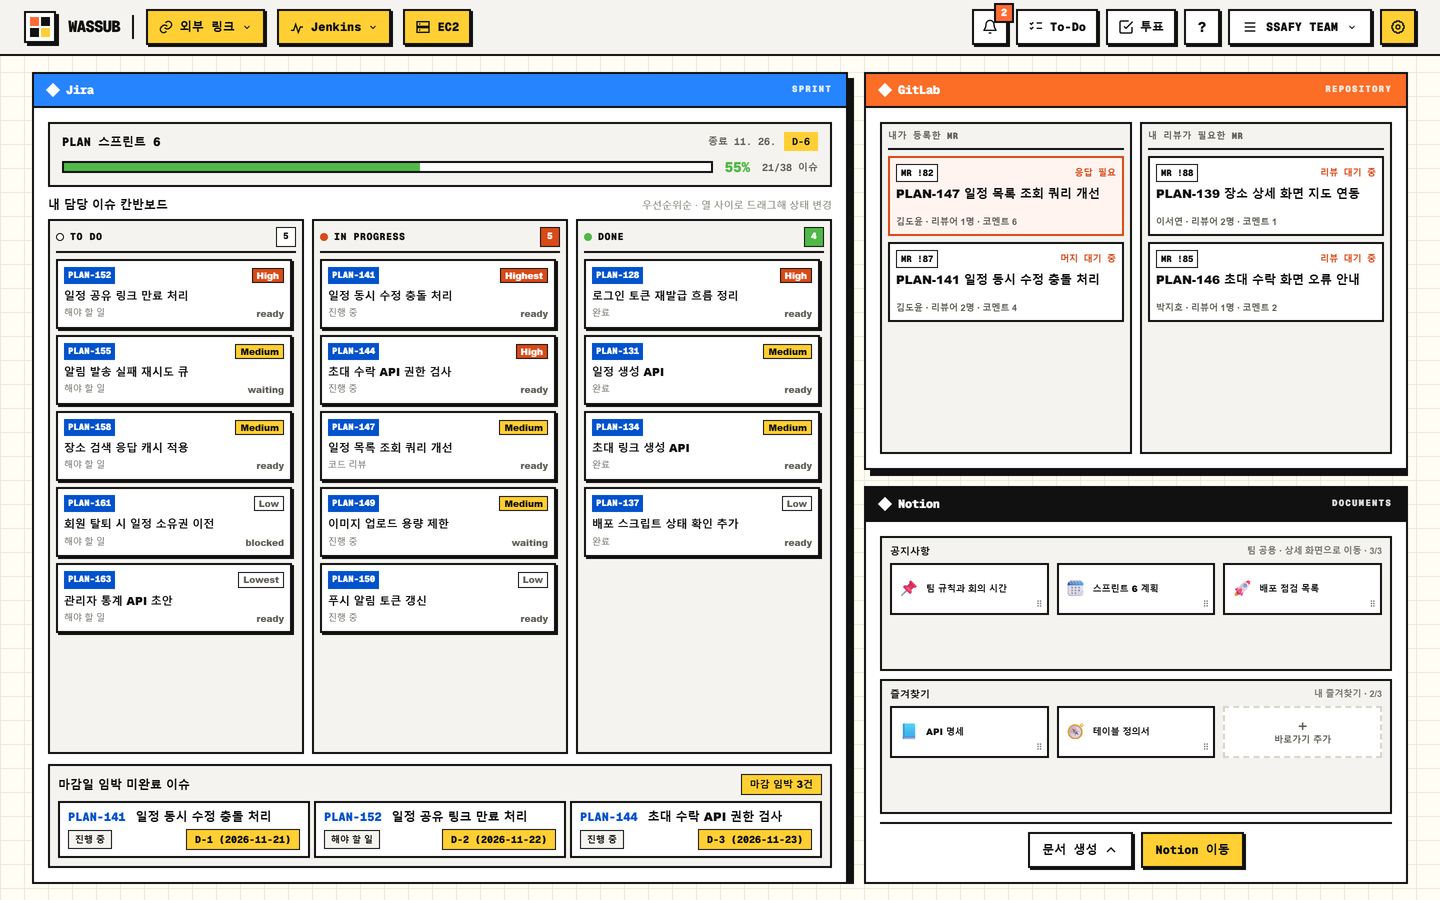 WASSUB
외부 링크
Jenkins
EC2
2
To-Do
투표
?
SSAFY TEAM
Jira
SPRINT
PLAN 스프린트 6
종료 11. 26.
D-6
55%
21/38 이슈
내 담당 이슈 칸반보드
우선순위순 · 열 사이로 드래그해 상태 변경
TO DO
5
PLAN-152
High
일정 공유 링크 만료 처리
해야 할 일
ready
PLAN-155
Medium
알림 발송 실패 재시도 큐
해야 할 일
waiting
PLAN-158
Medium
장소 검색 응답 캐시 적용
해야 할 일
ready
PLAN-161
Low
회원 탈퇴 시 일정 소유권 이전
해야 할 일
blocked
PLAN-163
Lowest
관리자 통계 API 초안
해야 할 일
ready
IN PROGRESS
5
PLAN-141
Highest
일정 동시 수정 충돌 처리
진행 중
ready
PLAN-144
High
초대 수락 API 권한 검사
진행 중
ready
PLAN-147
Medium
일정 목록 조회 쿼리 개선
코드 리뷰
ready
PLAN-149
Medium
이미지 업로드 용량 제한
진행 중
waiting
PLAN-150
Low
푸시 알림 토큰 갱신
진행 중
ready
DONE
4
PLAN-128
High
로그인 토큰 재발급 흐름 정리
완료
ready
PLAN-131
Medium
일정 생성 API
완료
ready
PLAN-134
Medium
초대 링크 생성 API
완료
ready
PLAN-137
Low
배포 스크립트 상태 확인 추가
완료
ready
마감일 임박 미완료 이슈
마감 임박 3건
PLAN-141 일정 동시 수정 충돌 처리
진행 중
D-1 (2026-11-21)
PLAN-152 일정 공유 링크 만료 처리
해야 할 일
D-2 (2026-11-22)
PLAN-144 초대 수락 API 권한 검사
진행 중
D-3 (2026-11-23)
GitLab
REPOSITORY
내가 등록한 MR
MR !82
응답 필요
PLAN-147 일정 목록 조회 쿼리 개선
김도윤 · 리뷰어 1명 · 코멘트 6
MR !87
머지 대기 중
PLAN-141 일정 동시 수정 충돌 처리
김도윤 · 리뷰어 2명 · 코멘트 4
내 리뷰가 필요한 MR
MR !88
리뷰 대기 중
PLAN-139 장소 상세 화면 지도 연동
이서연 · 리뷰어 2명 · 코멘트 1
MR !85
리뷰 대기 중
PLAN-146 초대 수락 화면 오류 안내
박지호 · 리뷰어 1명 · 코멘트 2
Notion
DOCUMENTS
공지사항
팀 공용 · 상세 화면으로 이동 · 3/3
팀 규칙과 회의 시간
스프린트 6 계획
배포 점검 목록
즐겨찾기
내 즐겨찾기 · 2/3
API 명세
테이블 정의서
+
바로가기 추가
문서 생성
Notion 이동